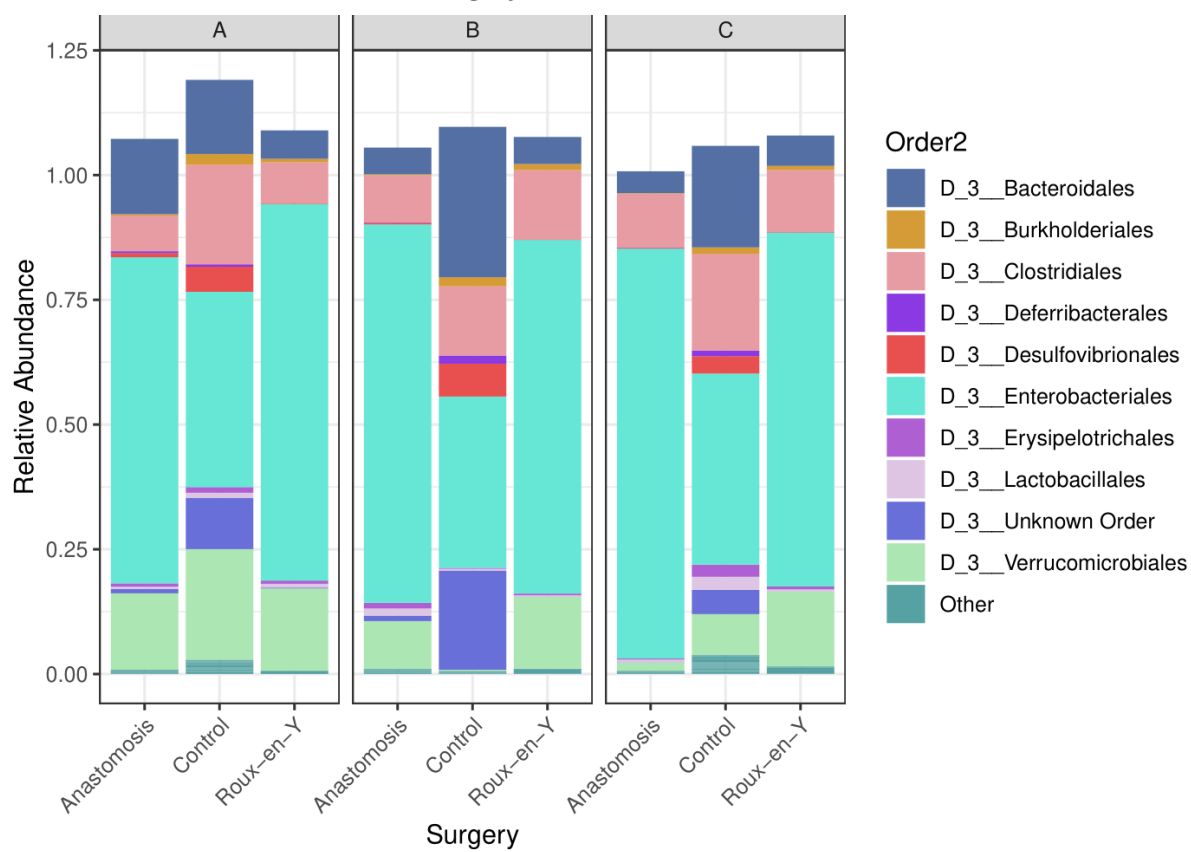 A B C
1.25
1.00
0.75
0.50
0.25
0.00
Relative Abundance
Anastomosis Control Roux−en−Y Anastomosis Control Roux−en−Y Anastomosis Control Roux−en−Y
Surgery
Order2
D_3__Bacteroidales
D_3__Burkholderiales
D_3__Clostridiales
D_3__Deferribacterales
D_3__Desulfovibrionales
D_3__Enterobacteriales
D_3__Erysipelotrichales
D_3__Lactobacillales
D_3__Unknown Order
D_3__Verrucomicrobiales
Other